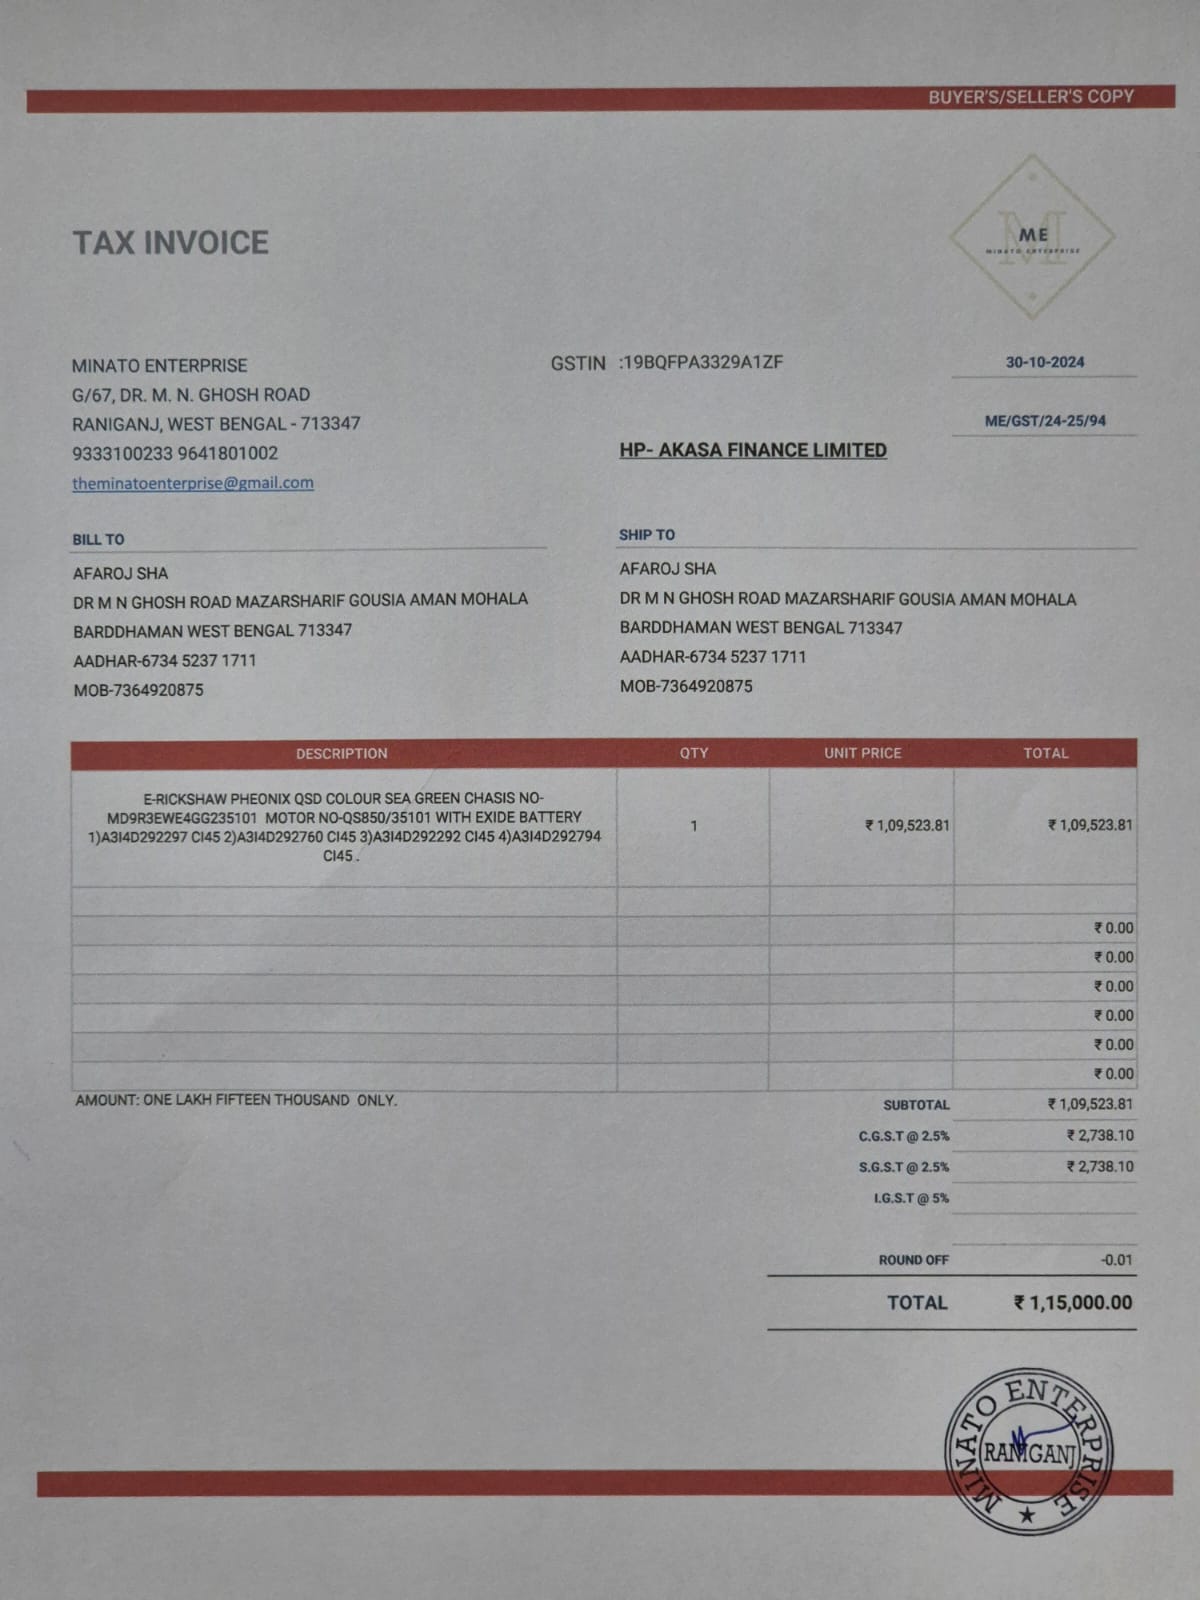 BUYER'S/SELLER'S COPY
TAX INVOICE
ME
MINATO ENTERPRISE
MINATO ENTERPRISE
G/67, DR. M. N. GHOSH ROAD
RANIGANJ, WEST BENGAL - 713347
9333100233 9641801002
theminatoenterprise@gmail.com
GSTIN :19BQFPA3329A1ZF
30-10-2024
ME/GST/24-25/94
HP- AKASA FINANCE LIMITED
BILL TO
AFAROJ SHA
DR M N GHOSH ROAD MAZARSHARIF GOUSIA AMAN MOHALA
BARDDHAMAN WEST BENGAL 713347
AADHAR-6734 5237 1711
MOB-7364920875
SHIP TO
AFAROJ SHA
DR M N GHOSH ROAD MAZARSHARIF GOUSIA AMAN MOHALA
BARDDHAMAN WEST BENGAL 713347
AADHAR-6734 5237 1711
MOB-7364920875
DESCRIPTION QTY UNIT PRICE TOTAL
E-RICKSHAW PHEONIX QSD COLOUR SEA GREEN CHASIS NO-
MD9R3EWE4GG235101 MOTOR NO-QS850/35101 WITH EXIDE BATTERY
1)A3I4D292297 CI45 2)A3I4D292760 CI45 3)A3I4D292292 CI45 4)A3I4D292794
CI45 .
1 ₹ 1,09,523.81 ₹ 1,09,523.81
₹ 0.00
₹ 0.00
₹ 0.00
₹ 0.00
₹ 0.00
₹ 0.00
AMOUNT: ONE LAKH FIFTEEN THOUSAND ONLY.
SUBTOTAL ₹ 1,09,523.81
C.G.S.T @ 2.5% ₹ 2,738.10
S.G.S.T @ 2.5% ₹ 2,738.10
I.G.S.T @ 5%
ROUND OFF -0.01
TOTAL ₹ 1,15,000.00
MINATO ENTERPRISE
RANIGANJ